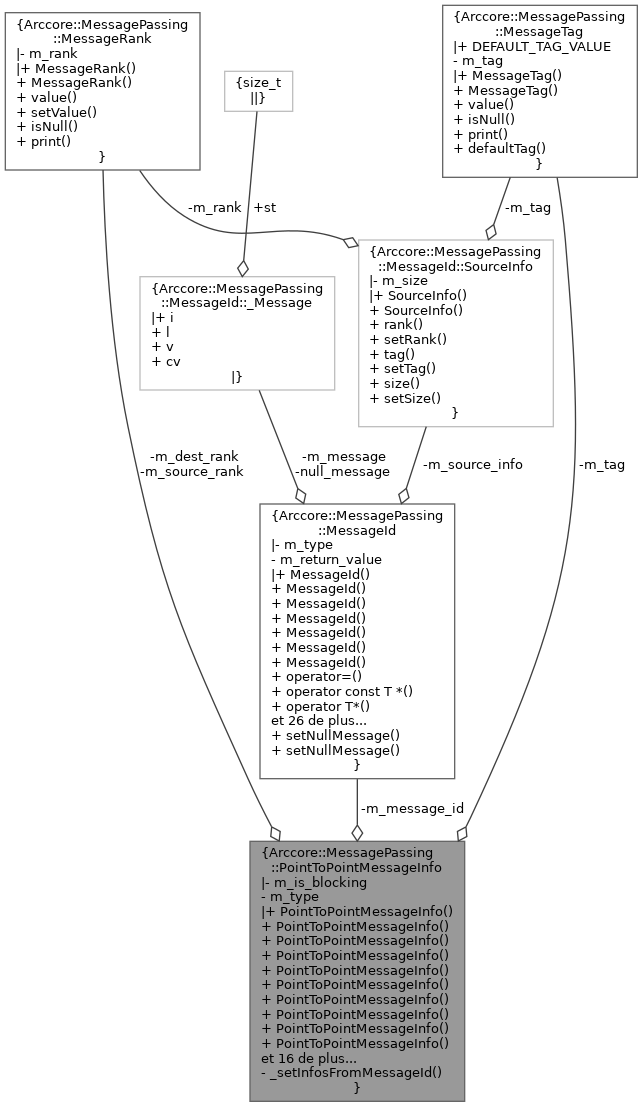 {Arccore::MessagePassing
::MessageRank
|- m_rank
|+ MessageRank()
+ MessageRank()
+ value()
+ setValue()
+ isNull()
+ print()
}
{size_t
||}
{Arccore::MessagePassing
::MessageTag
|+ DEFAULT_TAG_VALUE
- m_tag
|+ MessageTag()
+ MessageTag()
+ value()
+ isNull()
+ print()
+ defaultTag()
}
-m_rank
+st
-m_tag
{Arccore::MessagePassing
::MessageId::_Message
|+ i
+ l
+ v
+ cv
|}
{Arccore::MessagePassing
::MessageId::SourceInfo
|- m_size
|+ SourceInfo()
+ SourceInfo()
+ rank()
+ setRank()
+ tag()
+ setTag()
+ size()
+ setSize()
}
-m_dest_rank
-m_source_rank
-m_message
-null_message
-m_source_info
-m_tag
{Arccore::MessagePassing
::MessageId
|- m_type
- m_return_value
|+ MessageId()
+ MessageId()
+ MessageId()
+ MessageId()
+ MessageId()
+ MessageId()
+ MessageId()
+ operator=()
+ operator const T *()
+ operator T*()
et 26 de plus...
+ setNullMessage()
+ setNullMessage()
}
-m_message_id
{Arccore::MessagePassing
::PointToPointMessageInfo
|- m_is_blocking
- m_type
|+ PointToPointMessageInfo()
+ PointToPointMessageInfo()
+ PointToPointMessageInfo()
+ PointToPointMessageInfo()
+ PointToPointMessageInfo()
+ PointToPointMessageInfo()
+ PointToPointMessageInfo()
+ PointToPointMessageInfo()
+ PointToPointMessageInfo()
+ PointToPointMessageInfo()
et 16 de plus...
- _setInfosFromMessageId()
}